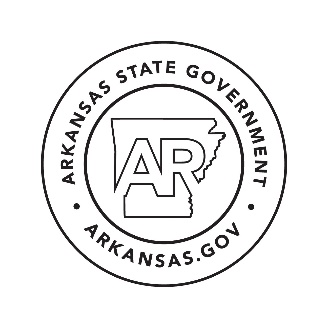 ARKANSAS STATE GOVERNMENT
AR
• ARKANSAS.GOV •